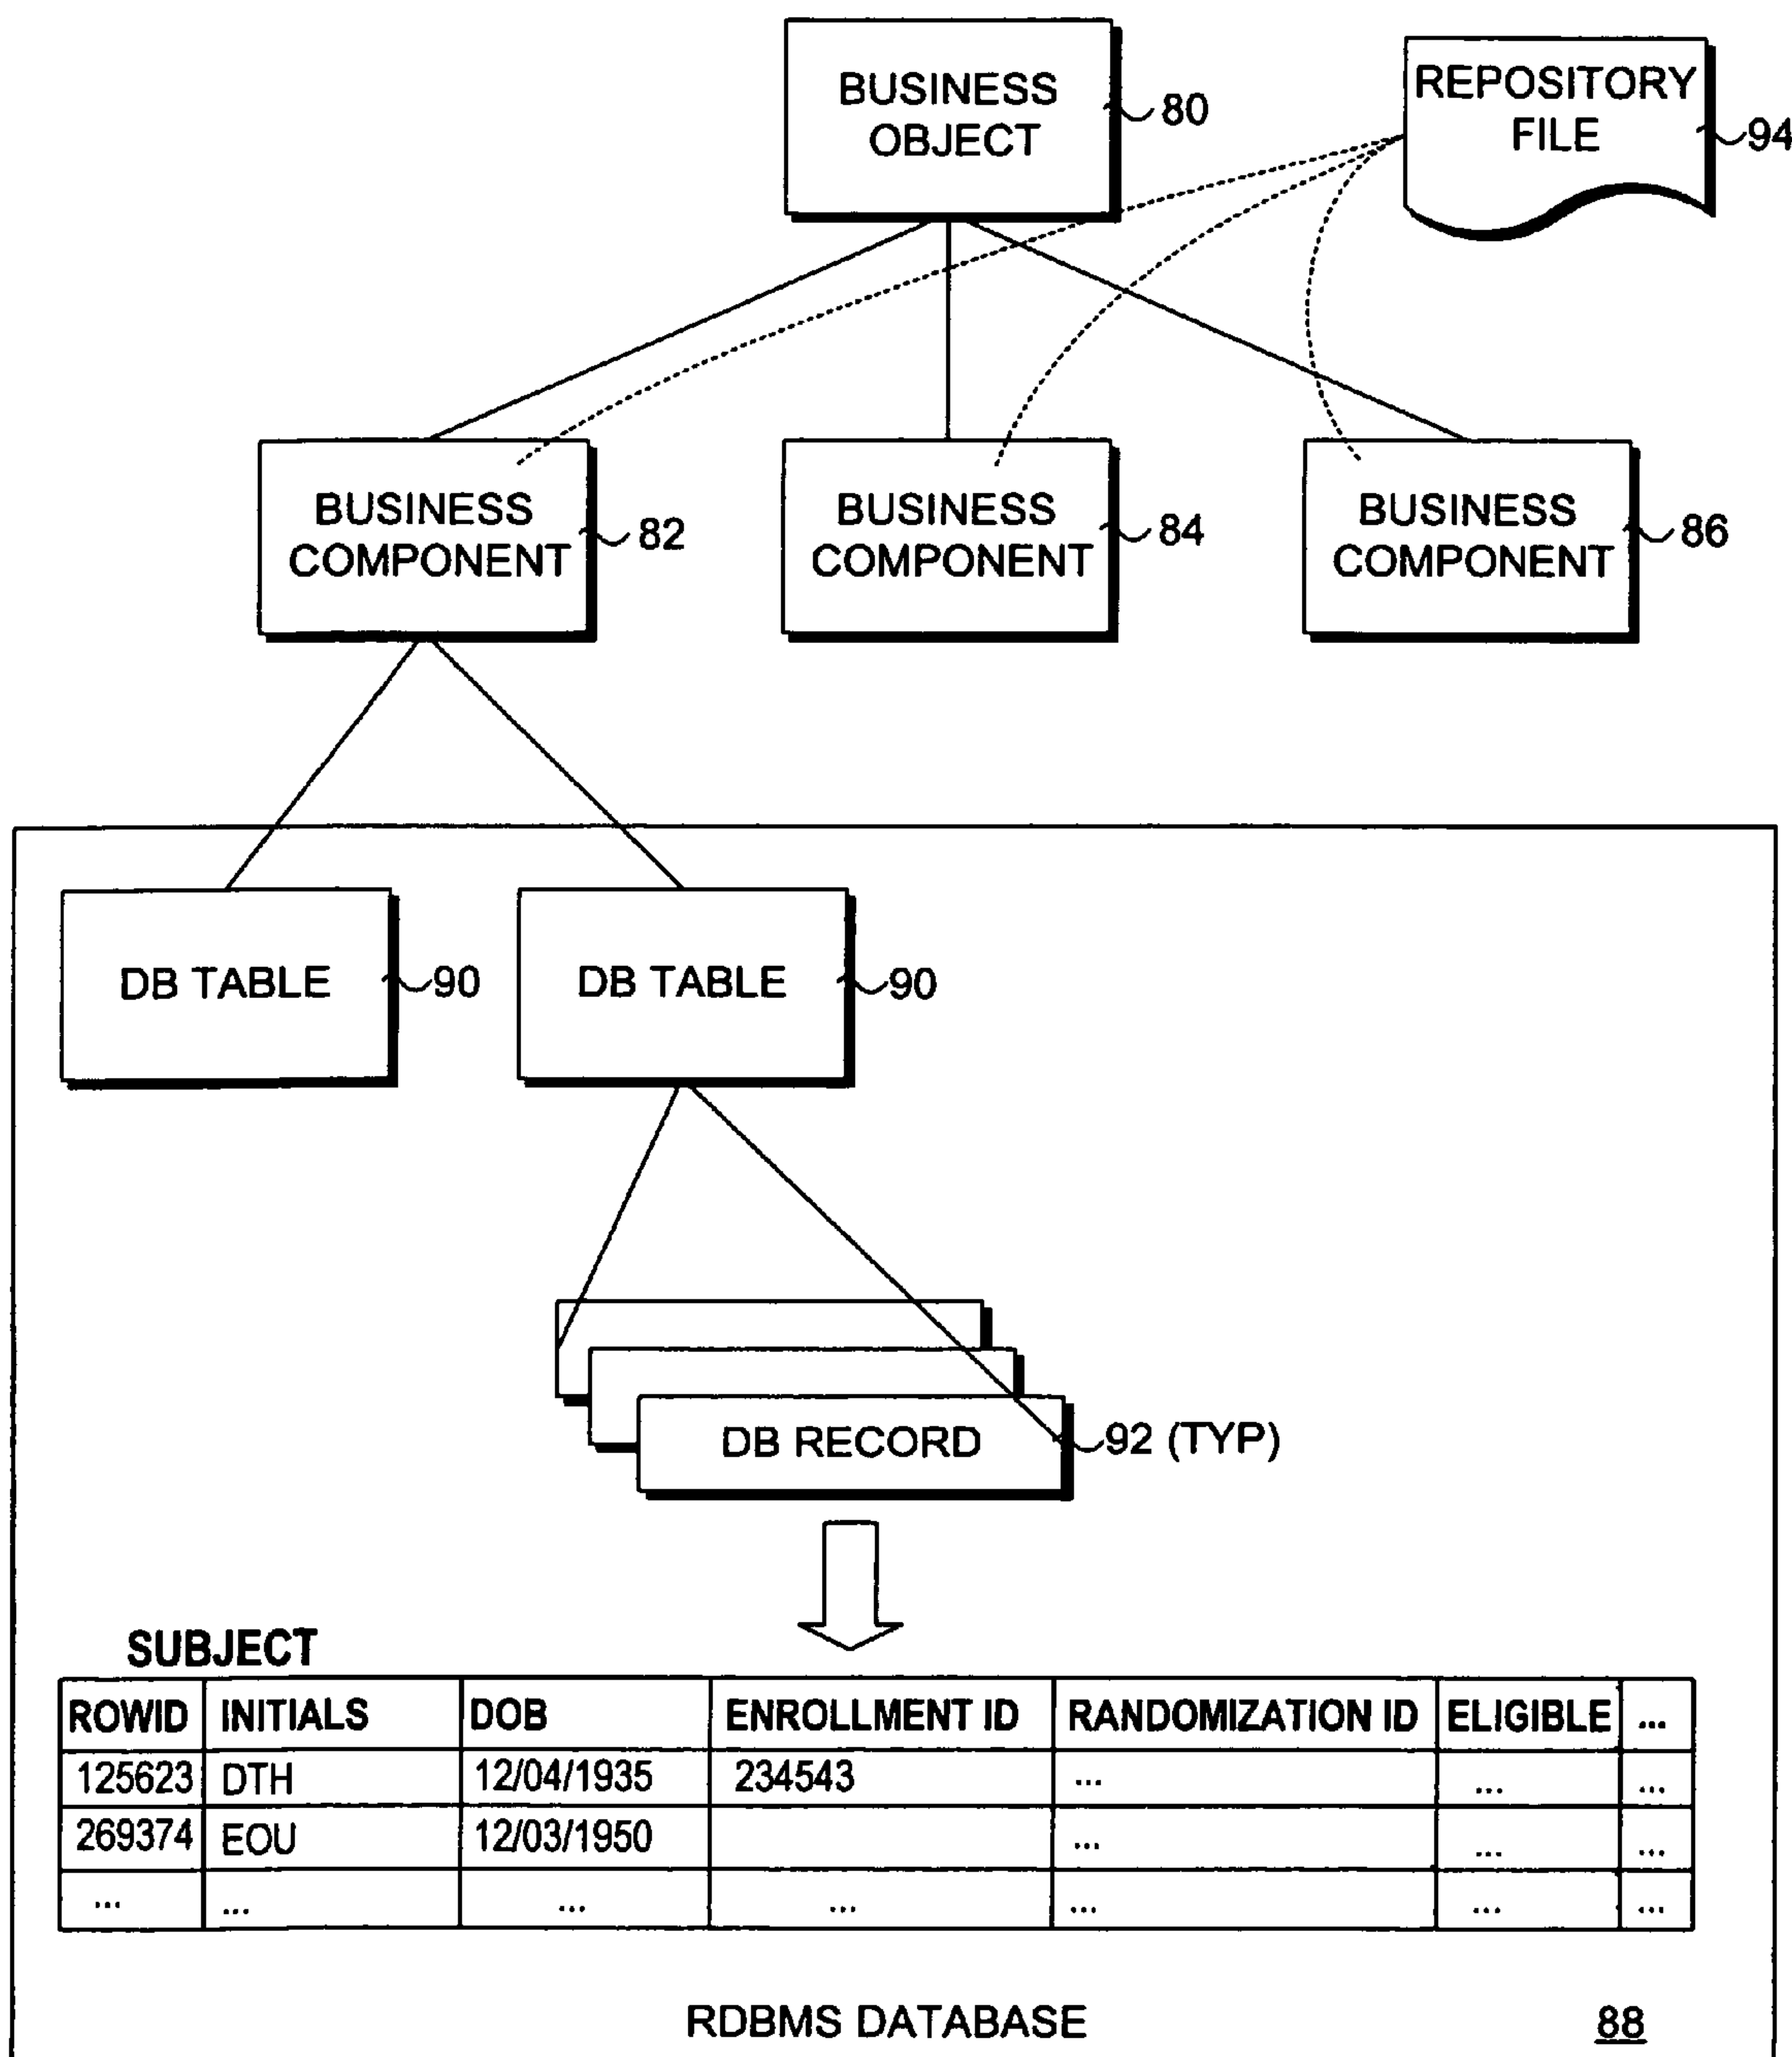 BUSINESS
OBJECT
80
REPOSITORY
FILE
94
BUSINESS
COMPONENT
82
BUSINESS
COMPONENT
84
BUSINESS
COMPONENT
86
DB TABLE
90
DB TABLE
90
DB RECORD
92 (TYP)
SUBJECT
ROWID INITIALS DOB ENROLLMENT ID RANDOMIZATION ID ELIGIBLE ...
125623 DTH 12/04/1935 234543 ... ... ...
269374 EOU 12/03/1950 ... ... ...
... ... ... ... ... ... ...
RDBMS DATABASE
88